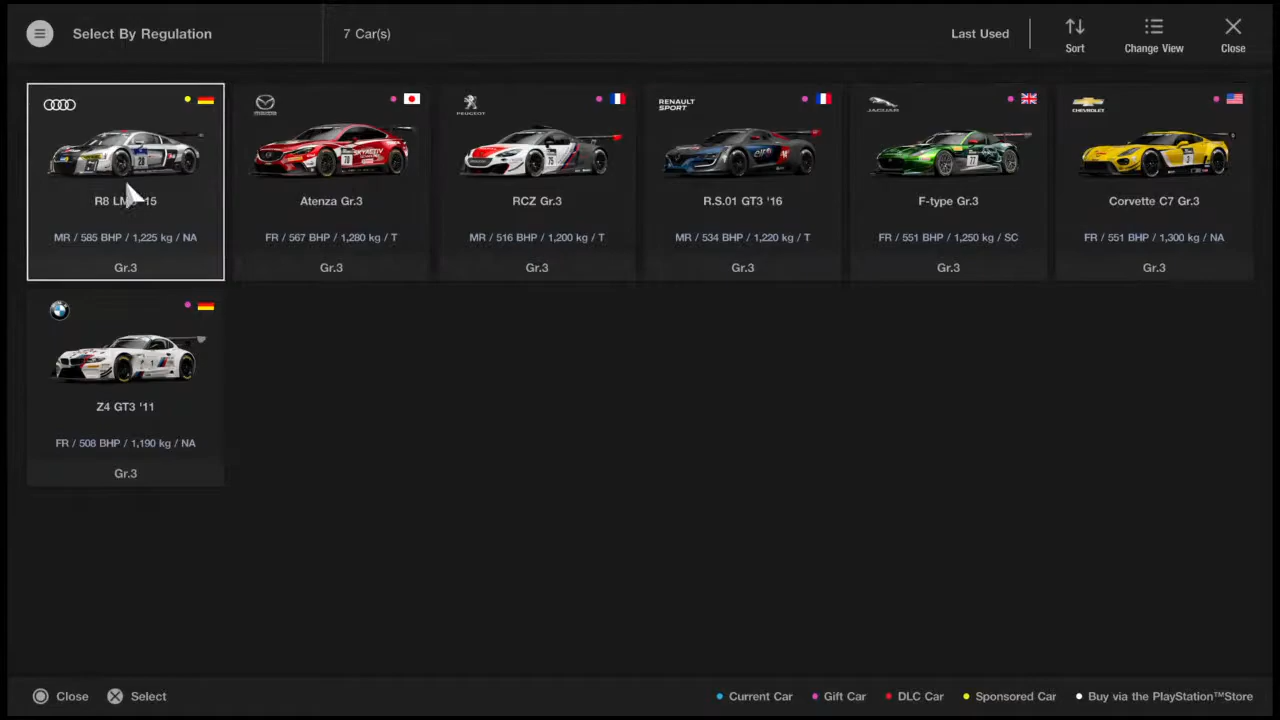 Select By Regulation
7 Car(s)
Last Used
Sort
Change View
Close
R8 LMS '15
MR / 585 BHP / 1,225 kg / NA
Gr.3
MAZDA
Atenza Gr.3
FR / 567 BHP / 1,280 kg / T
Gr.3
PEUGEOT
RCZ Gr.3
MR / 516 BHP / 1,200 kg / T
Gr.3
RENAULT
SPORT
R.S.01 GT3 '16
MR / 534 BHP / 1,220 kg / T
Gr.3
JAGUAR
F-type Gr.3
FR / 551 BHP / 1,250 kg / SC
Gr.3
CHEVROLET
Corvette C7 Gr.3
FR / 551 BHP / 1,300 kg / NA
Gr.3
Z4 GT3 '11
FR / 508 BHP / 1,190 kg / NA
Gr.3
Close
Select
Current Car
Gift Car
DLC Car
Sponsored Car
Buy via the PlayStation™Store